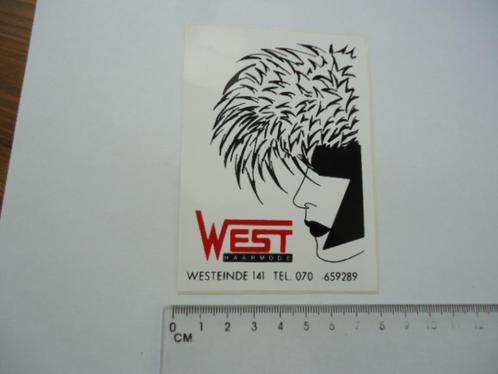 WEST
HAARMODE
WESTEINDE 141 TEL. 070 -659289
0 1 2 3 4 5 6 7 8 9 10 11 12
CM